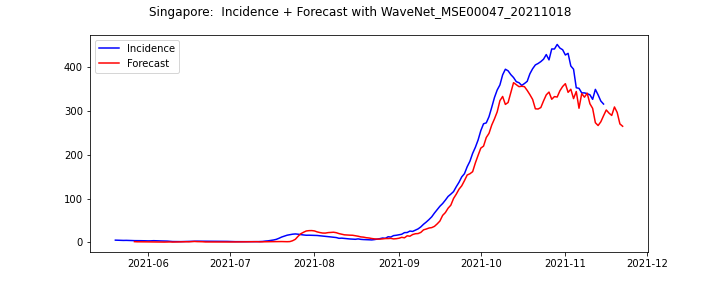 Singapore:  Incidence + Forecast with WaveNet_MSE00047_20211018
Incidence
Forecast
400
300
200
100
0
2021-06 2021-07 2021-08 2021-09 2021-10 2021-11 2021-12